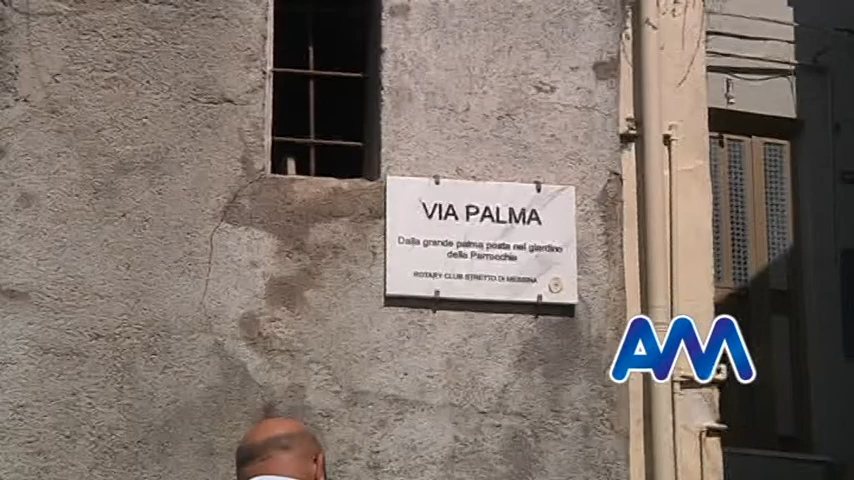 VIA PALMA
Dalla grande palma posta nel giardino
della Parrocchia
ROTARY CLUB STRETTO DI MESSINA
AM